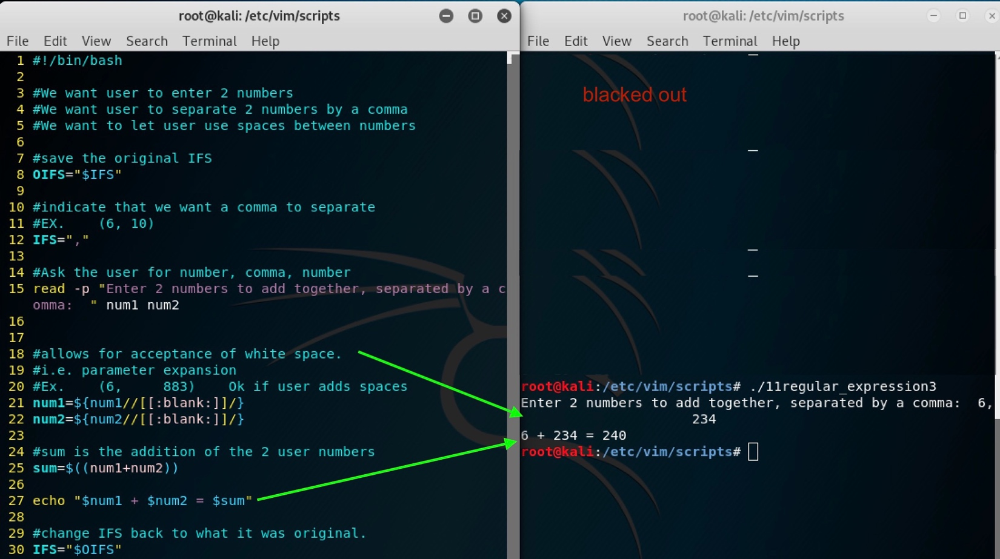 root@kali: /etc/vim/scripts
File Edit View Search Terminal Help
1 #!/bin/bash
2
3 #We want user to enter 2 numbers
4 #We want user to separate 2 numbers by a comma
5 #We want to let user use spaces between numbers
6
7 #save the original IFS
8 OIFS="$IFS"
9
10 #indicate that we want a comma to separate
11 #EX.    (6, 10)
12 IFS=","
13
14 #Ask the user for number, comma, number
15 read -p "Enter 2 numbers to add together, separated by a c
omma:  " num1 num2
16
17
18 #allows for acceptance of white space.
19 #i.e. parameter expansion
20 #Ex.    (6,     883)    Ok if user adds spaces
21 num1=${num1//[[:blank:]]/}
22 num2=${num2//[[:blank:]]/}
23
24 #sum is the addition of the 2 user numbers
25 sum=$((num1+num2))
26
27 echo "$num1 + $num2 = $sum"
28
29 #change IFS back to what it was original.
30 IFS="$OIFS"
root@kali: /etc/vim/scripts
File Edit View Search Terminal Help
blacked out
root@kali:/etc/vim/scripts# ./11regular_expression3
Enter 2 numbers to add together, separated by a comma:  6,
234
6 + 234 = 240
root@kali:/etc/vim/scripts#